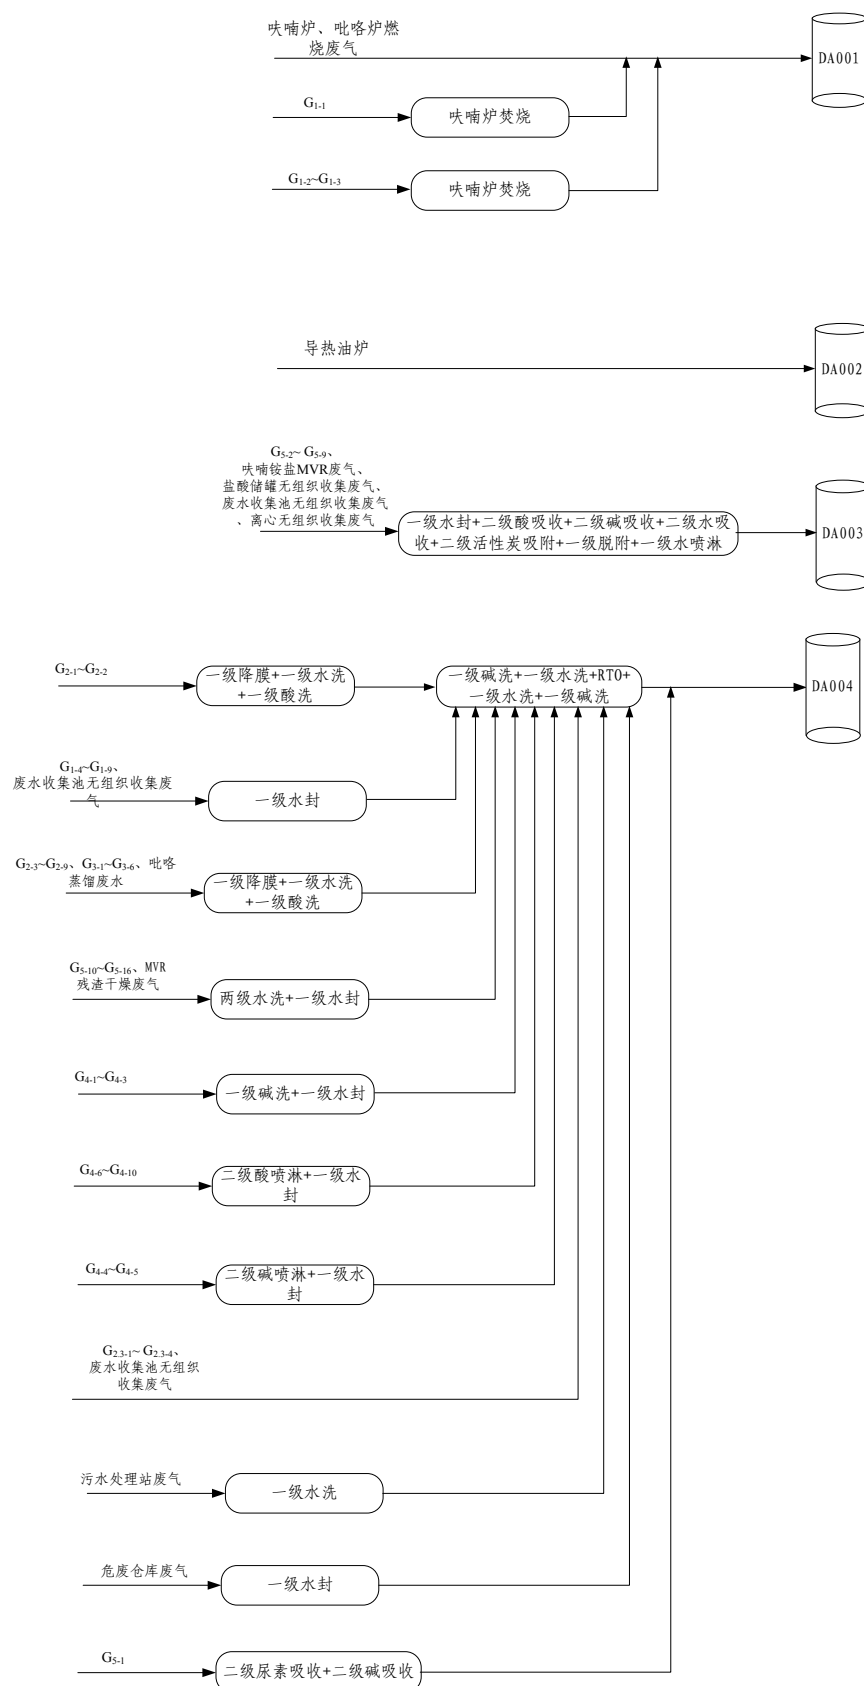 呋喃炉、吡咯炉燃
烧废气
DA001
G1-1
呋喃炉焚烧
G1-2~G1-3
呋喃炉焚烧
导热油炉
DA002
G5-2~ G5-9、
呋喃铵盐MVR废气、
盐酸储罐无组织收集废气、
废水收集池无组织收集废气
、离心无组织收集废气
一级水封+二级酸吸收+二级碱吸收+二级水吸
收+二级活性炭吸附+一级脱附+一级水喷淋
DA003
G2-1~G2-2
一级降膜+一级水洗
+一级酸洗
一级碱洗+一级水洗+RTO+
一级水洗+一级碱洗
DA004
G1-4~G1-9、
废水收集池无组织收集废
气
一级水封
G2-3~G2-9、G3-1~G3-6、吡咯
蒸馏废水
一级降膜+一级水洗
+一级酸洗
G5-10~G5-16、MVR
残渣干燥废气
两级水洗+一级水封
G4-1~G4-3
一级碱洗+一级水封
G4-6~G4-10
二级酸喷淋+一级水
封
G4-4~G4-5
二级碱喷淋+一级水
封
G2.3-1~ G2.3-4、
废水收集池无组织
收集废气
污水处理站废气
一级水洗
危废仓库废气
一级水封
G5-1
二级尿素吸收+二级碱吸收